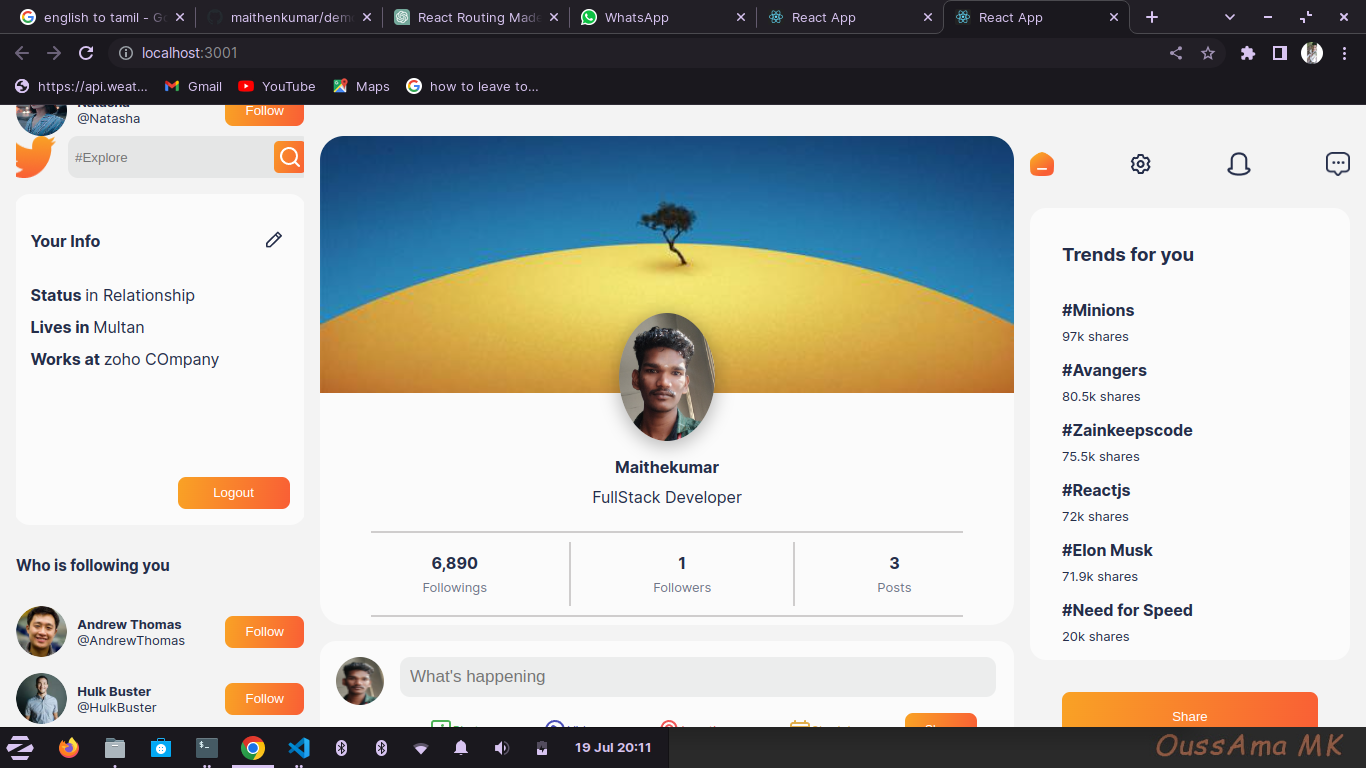 english to tamil - Go
maithenkumar/dem
React Routing Made
WhatsApp
React App
React App
localhost:3001
https://api.weat...
Gmail
YouTube
Maps
how to leave to...
Natasha
@Natasha
Follow
#Explore
Your Info
Status in Relationship
Lives in Multan
Works at zoho COmpany
Logout
Who is following you
Andrew Thomas
@AndrewThomas
Follow
Hulk Buster
@HulkBuster
Follow
Maithekumar
FullStack Developer
6,890
Followings
1
Followers
3
Posts
What's happening
Trends for you
#Minions
97k shares
#Avangers
80.5k shares
#Zainkeepscode
75.5k shares
#Reactjs
72k shares
#Elon Musk
71.9k shares
#Need for Speed
20k shares
Share
19 Jul 20:11
OussAma MK